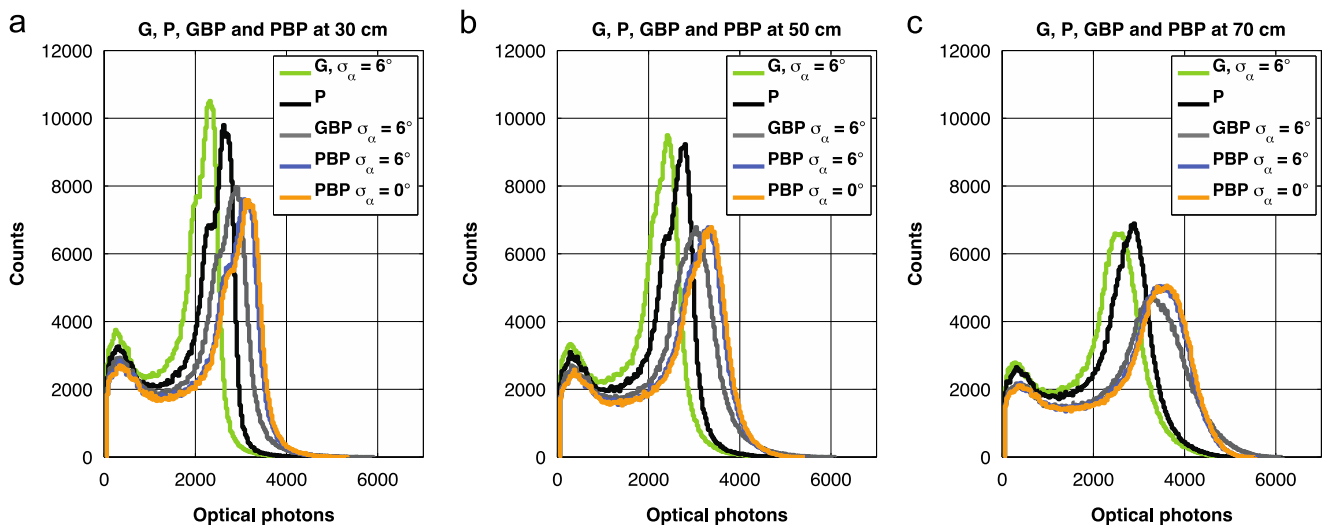 a
G, P, GBP and PBP at 30 cm
12000
10000
8000
6000
4000
2000
0
Counts
G, σα = 6°
P
GBP σα = 6°
PBP σα = 6°
PBP σα = 0°
0 2000 4000 6000
Optical photons
b
G, P, GBP and PBP at 50 cm
12000
10000
8000
6000
4000
2000
0
Counts
G, σα = 6°
P
GBP σα = 6°
PBP σα = 6°
PBP σα = 0°
0 2000 4000 6000
Optical photons
c
G, P, GBP and PBP at 70 cm
12000
10000
8000
6000
4000
2000
0
Counts
G, σα = 6°
P
GBP σα = 6°
PBP σα = 6°
PBP σα = 0°
0 2000 4000 6000
Optical photons